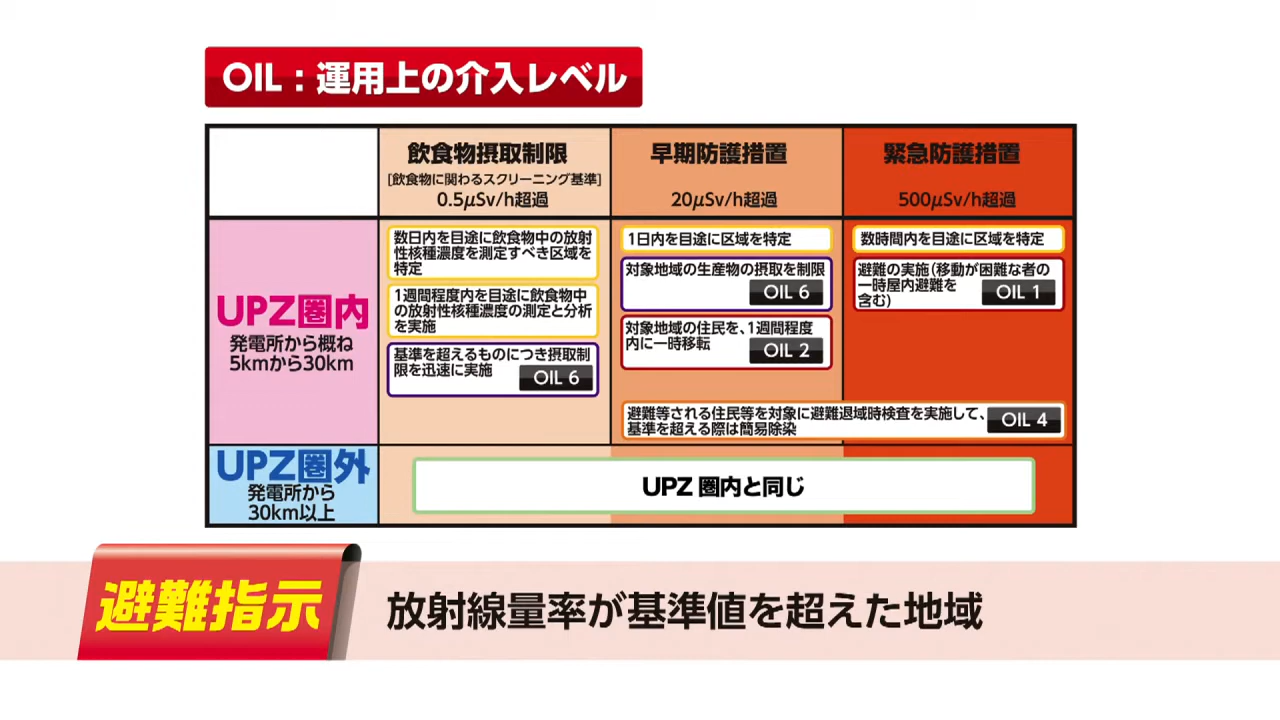 OIL：運用上の介入レベル
飲食物摂取制限
[飲食物に関わるスクリーニング基準]
0.5μSv/h超過
早期防護措置
20μSv/h超過
緊急防護措置
500μSv/h超過
UPZ圏内
発電所から概ね
5kmから30km
数日内を目途に飲食物中の放射
性核種濃度を測定すべき区域を
特定
1週間程度内を目途に飲食物中
の放射性核種濃度の測定と分析
を実施
基準を超えるものにつき摂取制
限を迅速に実施
OIL 6
1日内を目途に区域を特定
対象地域の生産物の摂取を制限
OIL 6
対象地域の住民を、1週間程度
内に一時移転
OIL 2
数時間内を目途に区域を特定
避難の実施(移動が困難な者の
一時屋内避難を
含む)
OIL 1
避難等される住民等を対象に避難退域時検査を実施して、
基準を超える際は簡易除染
OIL 4
UPZ圏外
発電所から
30km以上
UPZ 圏内と同じ
避難指示
放射線量率が基準値を超えた地域